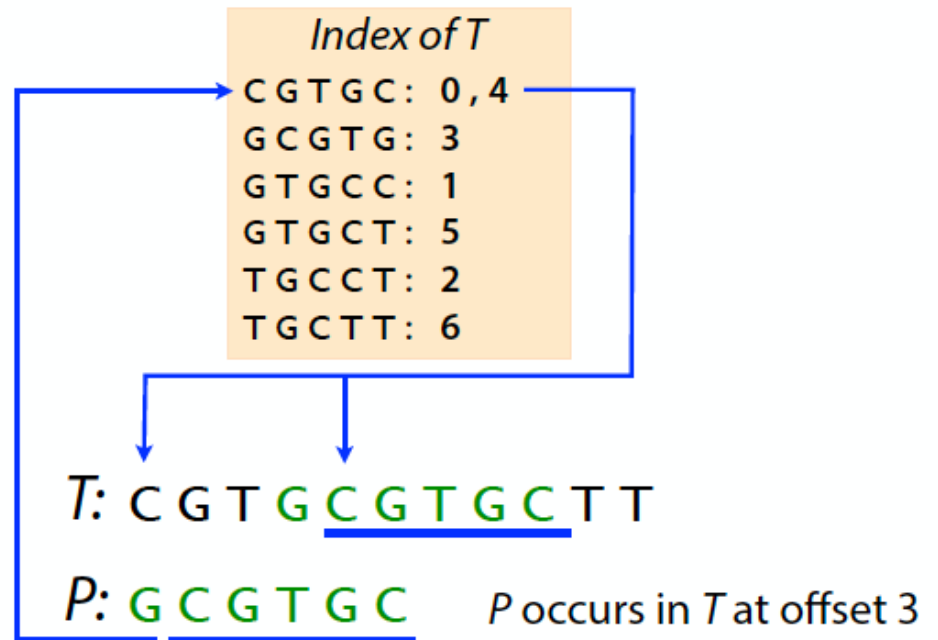 Index of T
CGTGC: 0,4
GCGTG: 3
GTGCC: 1
GTGCT: 5
TGCCT: 2
TGCTT: 6
T: CGTGCGTGCTT
P: GCGTGC P occurs in T at offset 3